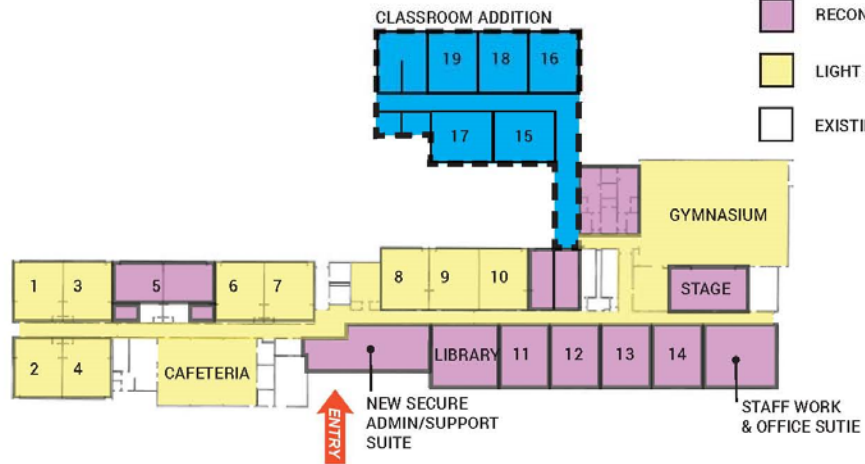 CLASSROOM ADDITION
RECON
LIGHT
EXISTI
19 18 16
17 15
GYMNASIUM
1 3 5 6 7 8 9 10
STAGE
2 4 CAFETERIA LIBRARY 11 12 13 14
ENTRY
NEW SECURE
ADMIN/SUPPORT
SUITE
STAFF WORK
& OFFICE SUTIE